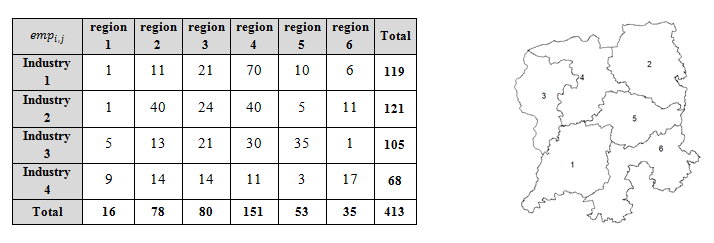 emp_{i,j} region 1 region 2 region 3 region 4 region 5 region 6 Total
Industry 1 1 11 21 70 10 6 119
Industry 2 1 40 24 40 5 11 121
Industry 3 5 13 21 30 35 1 105
Industry 4 9 14 14 11 3 17 68
Total 16 78 80 151 53 35 413
2
4
3
5
6
1